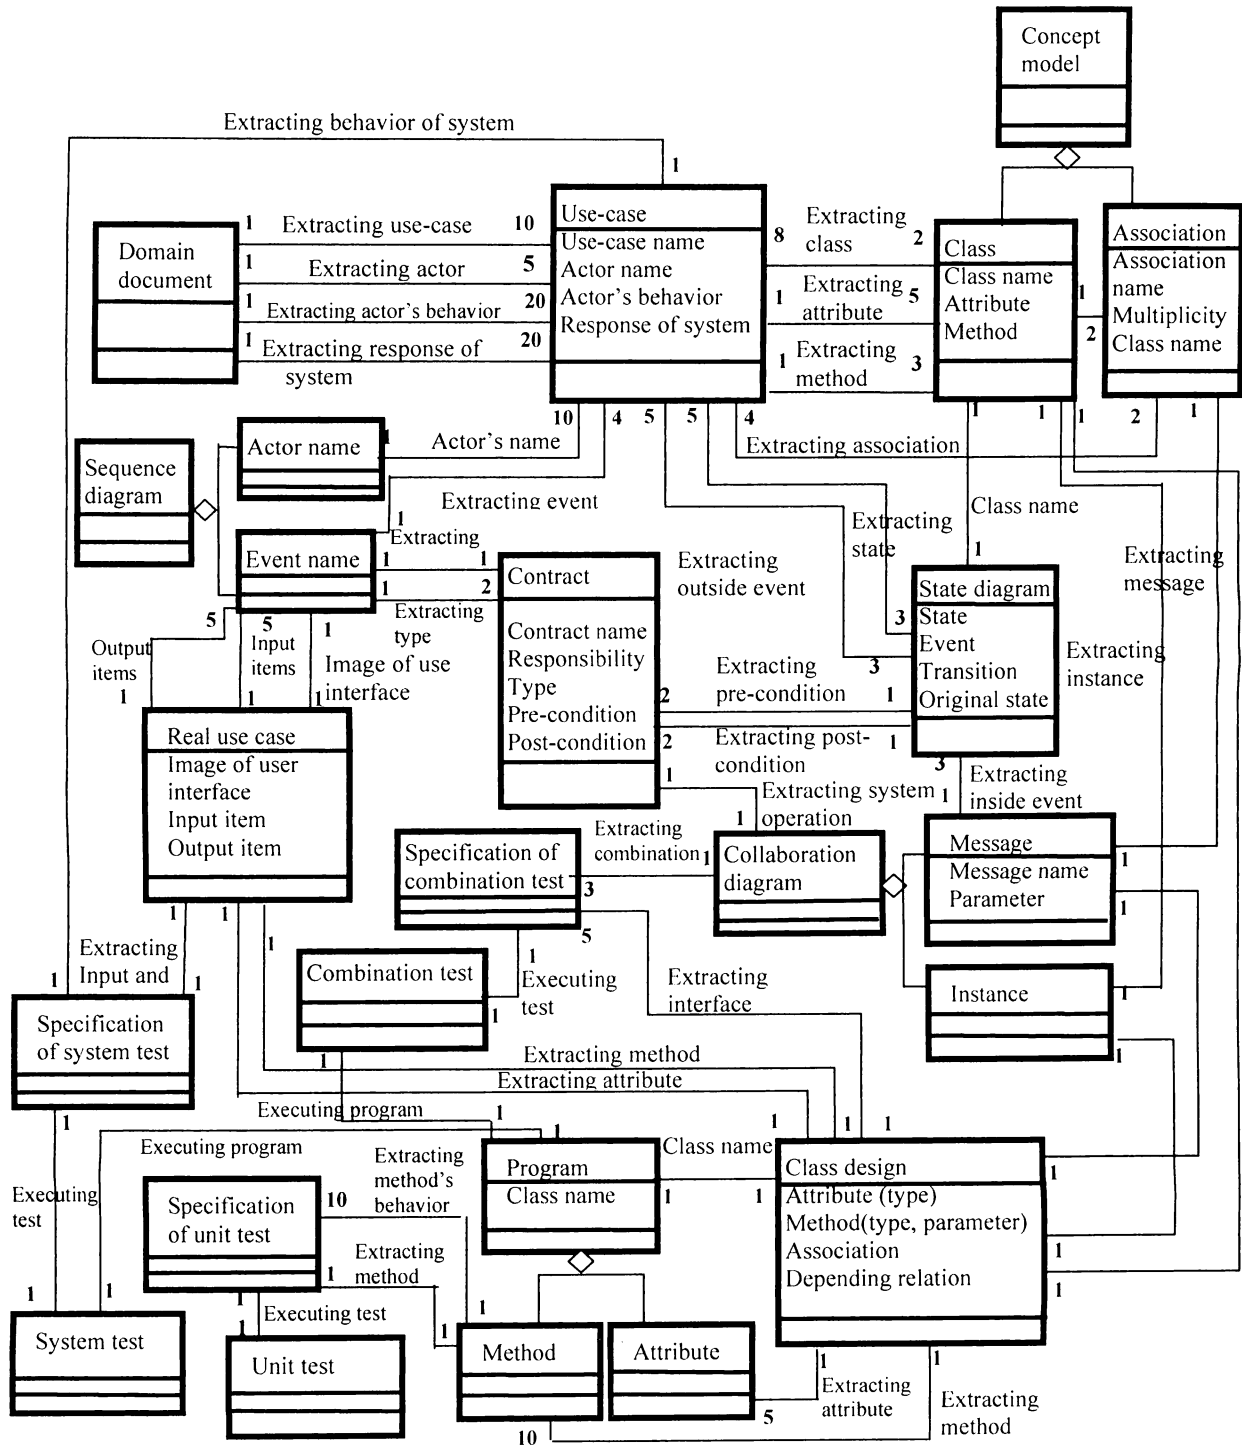 Concept
model
Extracting behavior of system
1
Domain
document
1
Extracting use-case
10
1
Extracting actor
5
1
Extracting actor's behavior
20
1
Extracting response of
system
20
Use-case
Use-case name
Actor name
Actor's behavior
Response of system
8
Extracting
class
2
1
Extracting
attribute
5
1
Extracting
method
3
Class
Class name
Attribute
Method
1
2
Association
Association
name
Multiplicity
Class name
10
4
5
5
4
1
1
1
2
1
Sequence
diagram
Actor name
1
Actor's name
Extracting association
Extracting event
1
Event name
Extracting
1
1
1
2
Extracting
type
Contract
Contract name
Responsibility
Type
Pre-condition
Post-condition
Extracting
outside event
Extracting
state
Class name
1
Extracting
message
State diagram
State
Event
Transition
Original state
3
3
Extracting
instance
5
5
1
Output
items
Input
items
Image of use
interface
1
1
1
Extracting
pre-condition
2
1
2
Extracting post-
condition
1
1
Extracting system
operation
1
3
Extracting
inside event
1
Real use case
Image of user
interface
Input item
Output item
Specification of
combination test
Extracting
combination
1
3
5
Collaboration
diagram
Message
Message name
Parameter
1
1
Instance
1
1
1
1
1
Extracting
Input and
1
1
Combination test
1
Executing
test
1
1
Extracting
interface
Specification
of system test
1
Extracting method
Extracting attribute
Executing program
1
1
Executing program
1
1
1
Program
Class name
Class name
1
1
Class design
Attribute (type)
Method(type, parameter)
Association
Depending relation
1
1
1
1
Executing
test
1
1
Specification
of unit test
10
Extracting
method's
behavior
1
Extracting
method
1
1
1
1
Executing test
System test
Unit test
Method
Attribute
1
Extracting
attribute
5
1
Extracting
method
10